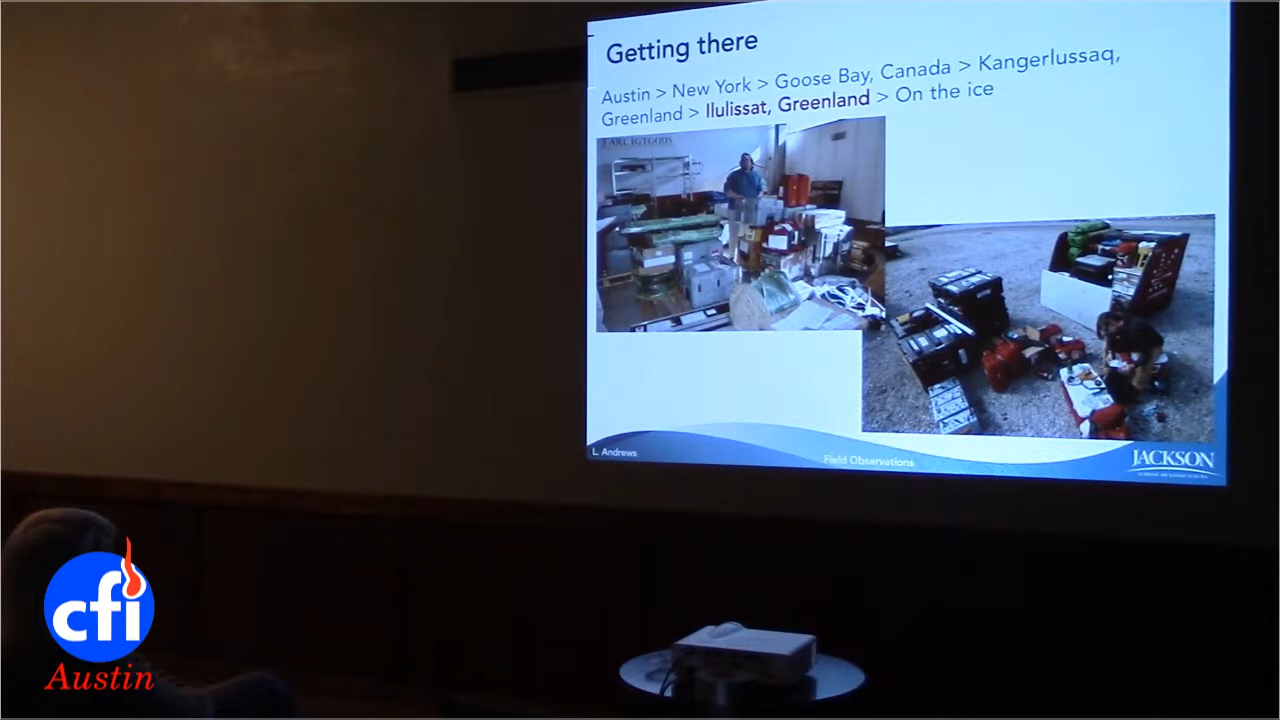 Getting there
Austin > New York > Goose Bay, Canada > Kangerlussaq,
Greenland > Ilulissat, Greenland > On the ice
L. Andrews
Field Observations
JACKSON
cfi
Austin